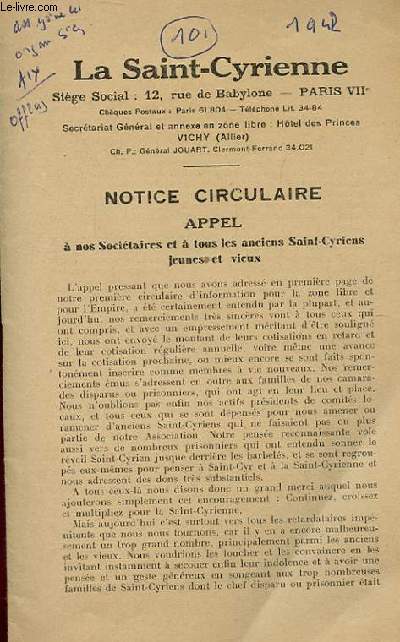 Le-livre.com
101
1942
La Saint-Cyrienne
Siège Social : 12, rue de Babylone — PARIS VIIe
Chèques Postaux : Paris — Téléphone Lit. 34-84
Secrétariat Général et annexe en zone libre : Hôtel des Princes
VICHY (Allier)
Ch. P. Général JOUART, Clermont-Ferrand 34.021
NOTICE CIRCULAIRE
APPEL
à nos Sociétaires et à tous les anciens Saint-Cyriens
jeunes et vieux
L'appel pressant que nous avons adressé en première page de
notre première circulaire d'information pour la zone libre et
pour l'Empire, a été certainement entendu par la plupart, et au-
jourd'hui nos remerciements très sincères vont à tous ceux qui
ont compris, et avec un empressement méritant d'être souligné
ici, nous ont envoyé le montant de leurs cotisations en retard et
de leur cotisation régulière annuelle, voire même une avance
sur la cotisation prochaine, ou mieux encore se sont faits spon-
tanément inscrire comme membres à vie nouveaux. Nos remer-
ciements émus s'adressent en outre aux familles de nos camara-
des disparus ou prisonniers, qui ont agi en leur lieu et place.
Nous n'oublions pas enfin nos actifs présidents de comités lo-
caux, et tous ceux qui se sont dépensés pour nous amener ou
ramener d'anciens Saint-Cyriens qui ne faisaient pas ou plus
partie de notre Association. Notre pensée reconnaissante vole
aussi vers de nombreux prisonniers qui ont entendu sonner le
réveil Saint-Cyrien jusque derrière les barbelés, et se sont regrou-
pés eux-mêmes pour penser à Saint-Cyr et à la Saint-Cyrienne et
nous adressent des dons très substantiels.
A tous ceux-là nous disons un grand merci auquel nous
ajouterons simplement cet encouragement : Continuez, croissez
et multipliez pour la Saint-Cyrienne.
Mais aujourd'hui c'est surtout vers tous les retardataires impé-
nitents que nous nous tournons, car il y en a encore malheureu-
sement un trop grand nombre, principalement parmi les anciens
et les vieux. Nous voudrions les toucher et les convaincre en les
invitant instamment à secouer enfin leur indolence et à avoir une
pensée et un geste généreux en songeant aux trop nombreuses
familles de Saint-Cyriens dont le chef disparu ou prisonnier était